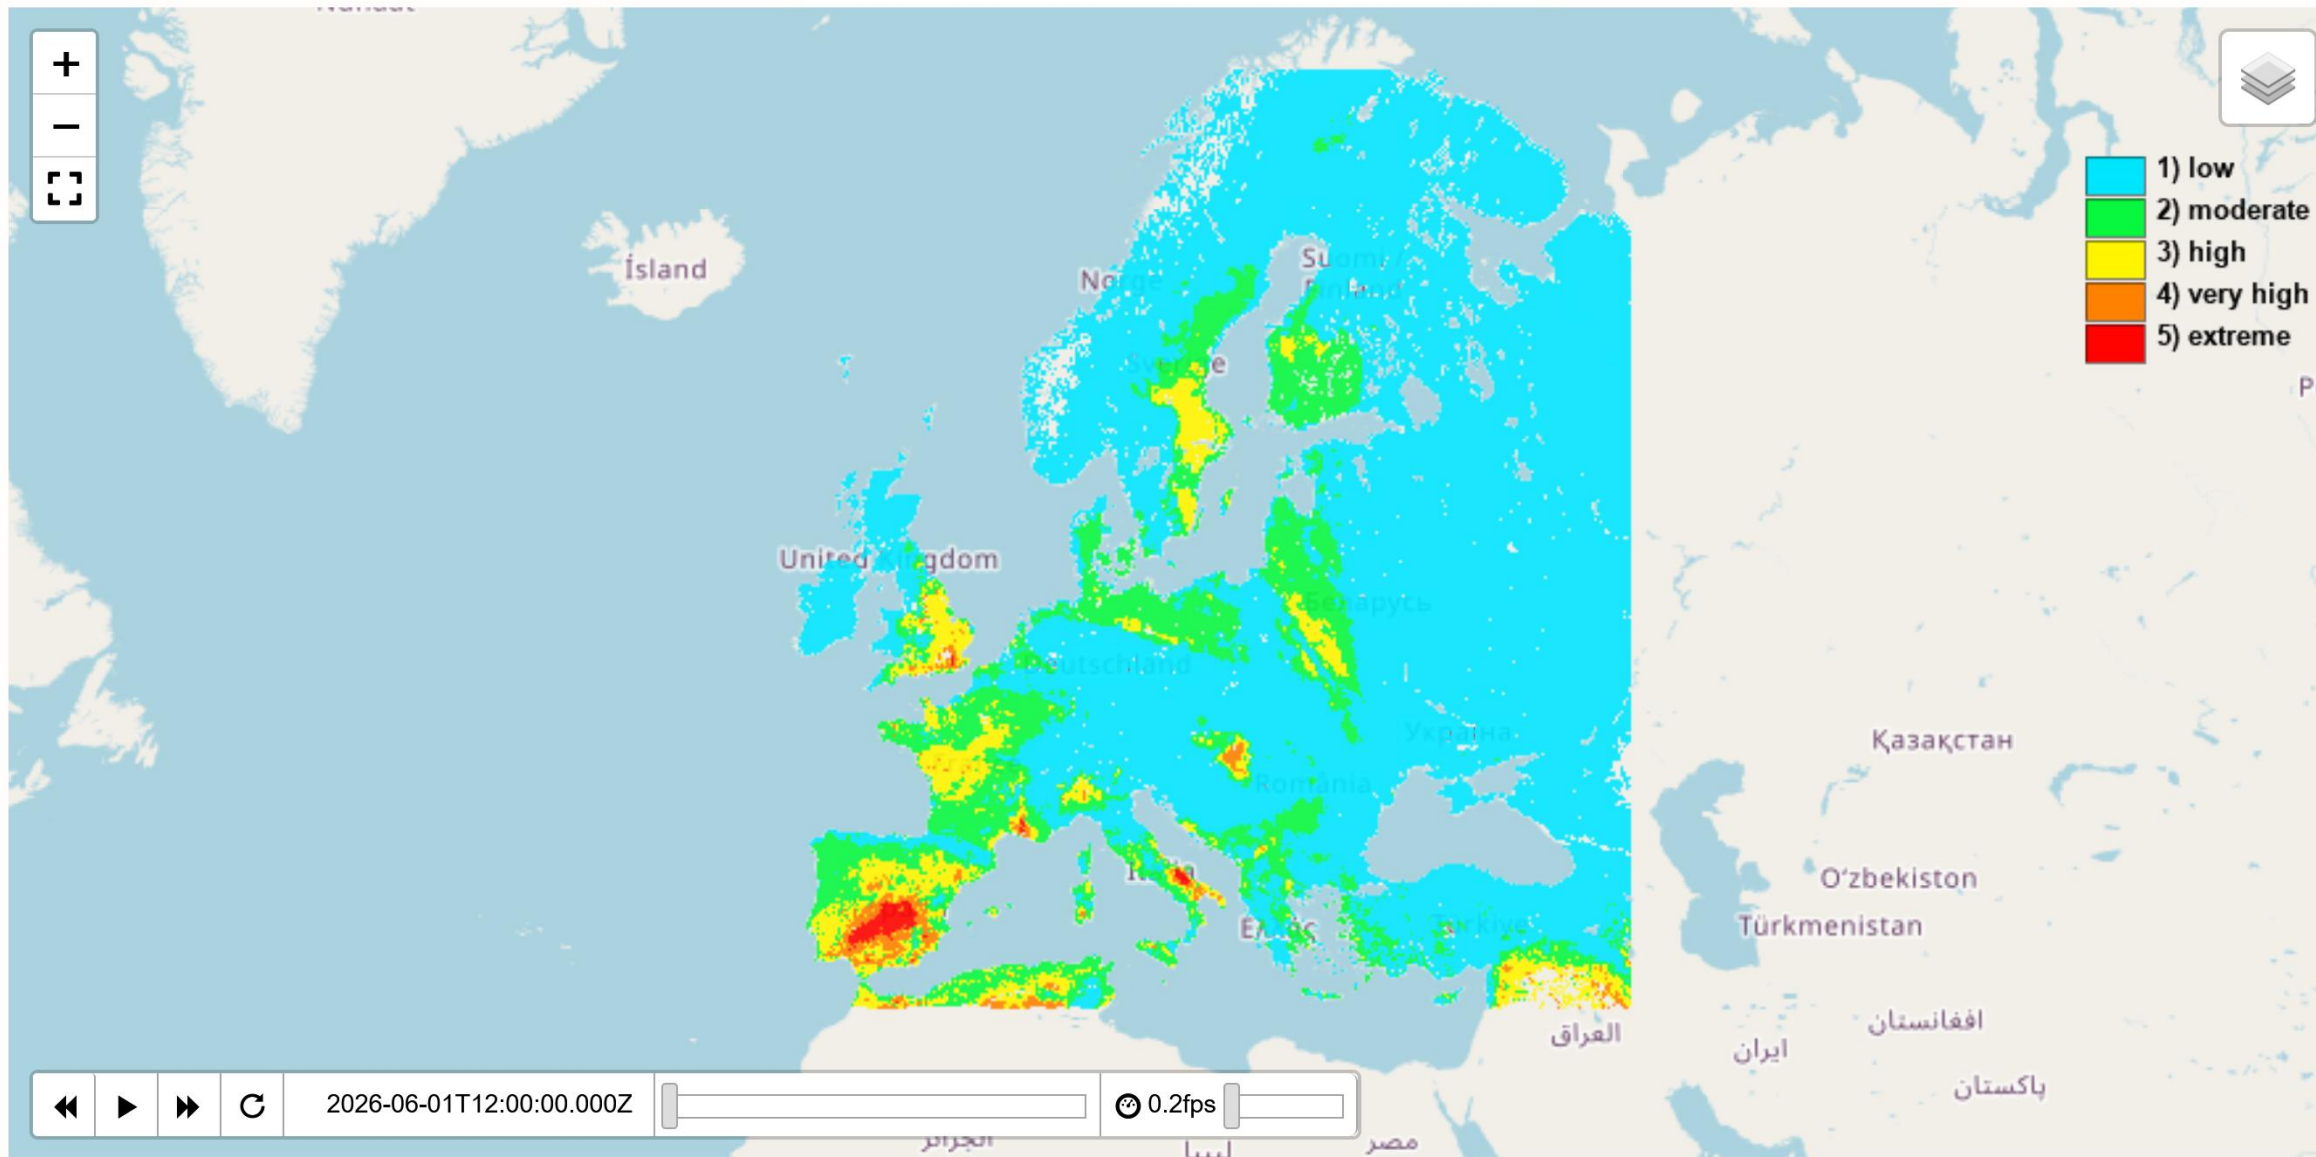 Nunaat
+
−
Ísland
Norge
Suomi /
Finland
Sverige
United Kingdom
Беларусь
Deutschland
Україна
România
Italia
Ελλάς
Türkiye
Қазақстан
Oʻzbekiston
Türkmenistan
افغانستان
العراق
ایران
پاکستان
1) low
2) moderate
3) high
4) very high
5) extreme
2026-06-01T12:00:00.000Z
0.2fps
الجزائر
ليبيا
مصر